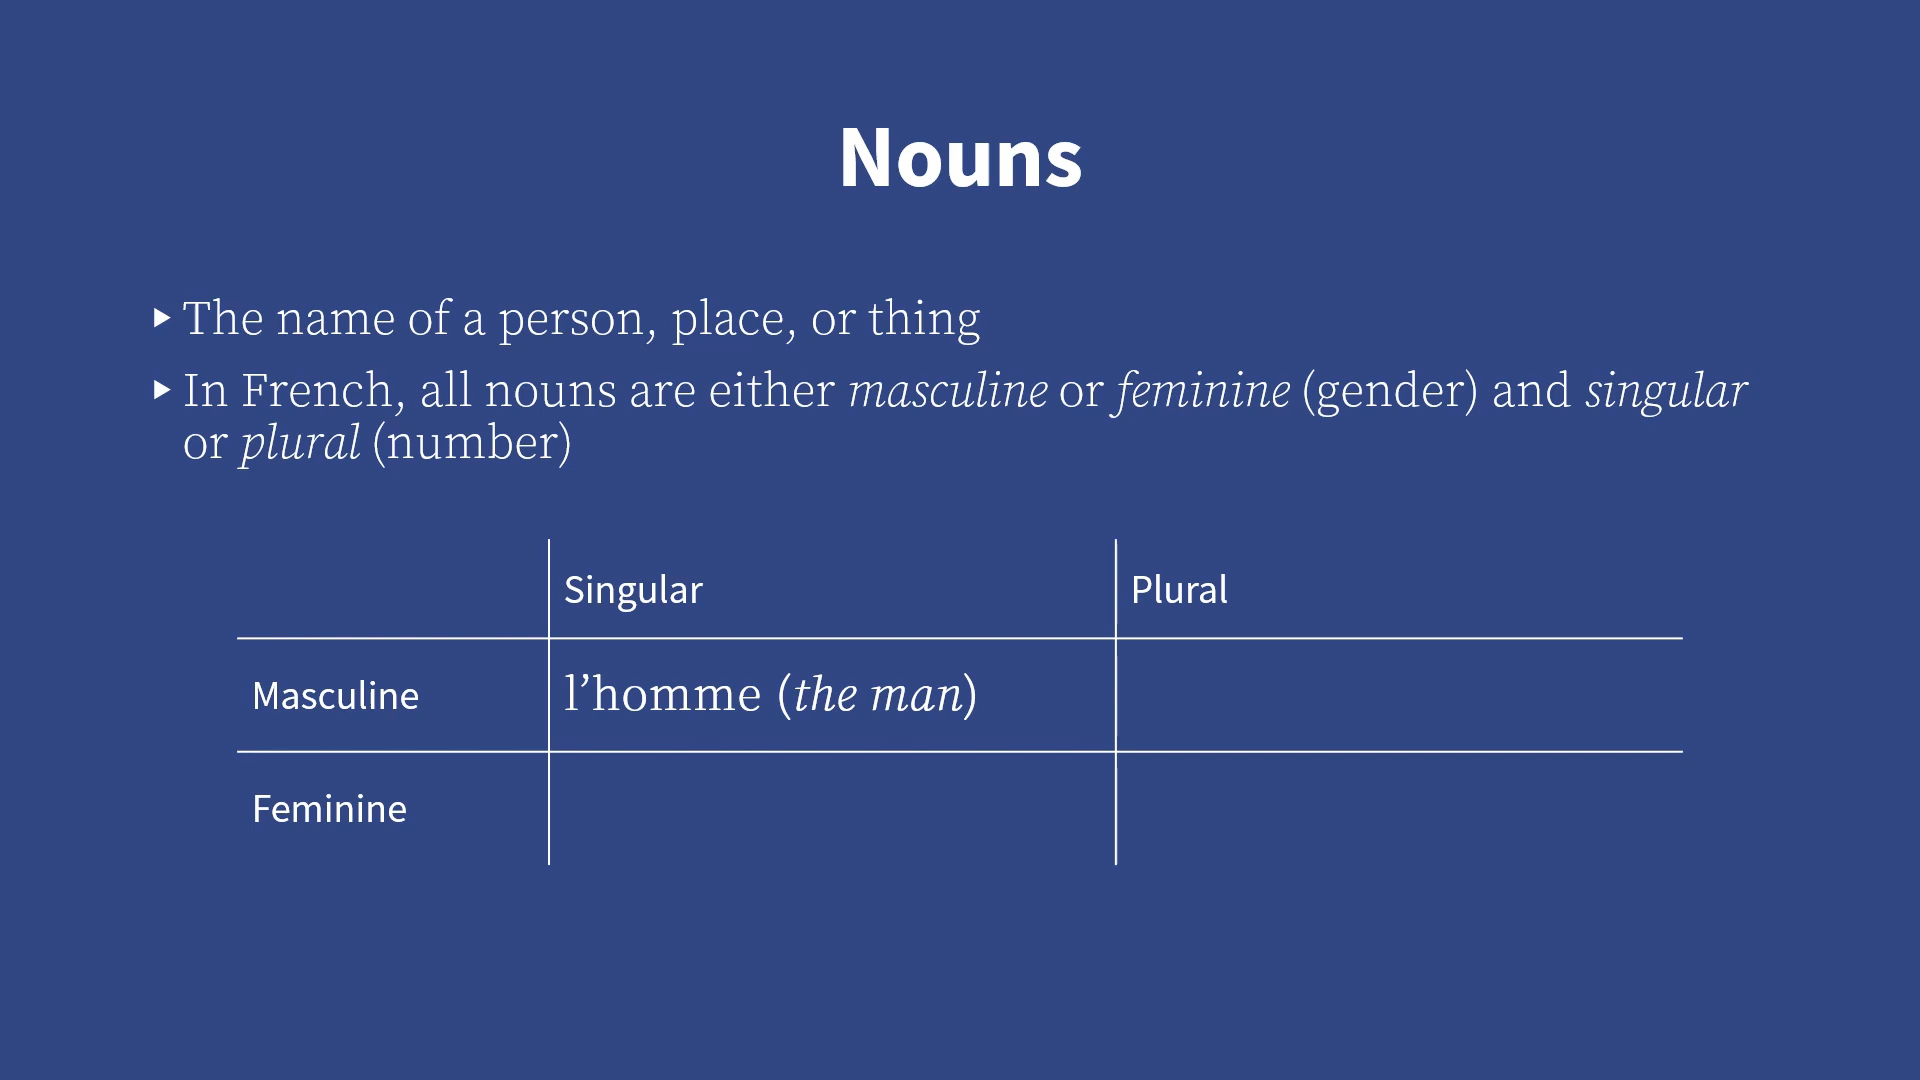 Nouns
▸ The name of a person, place, or thing
▸ In French, all nouns are either masculine or feminine (gender) and singular
or plural (number)
Singular Plural
Masculine l’homme (the man)
Feminine